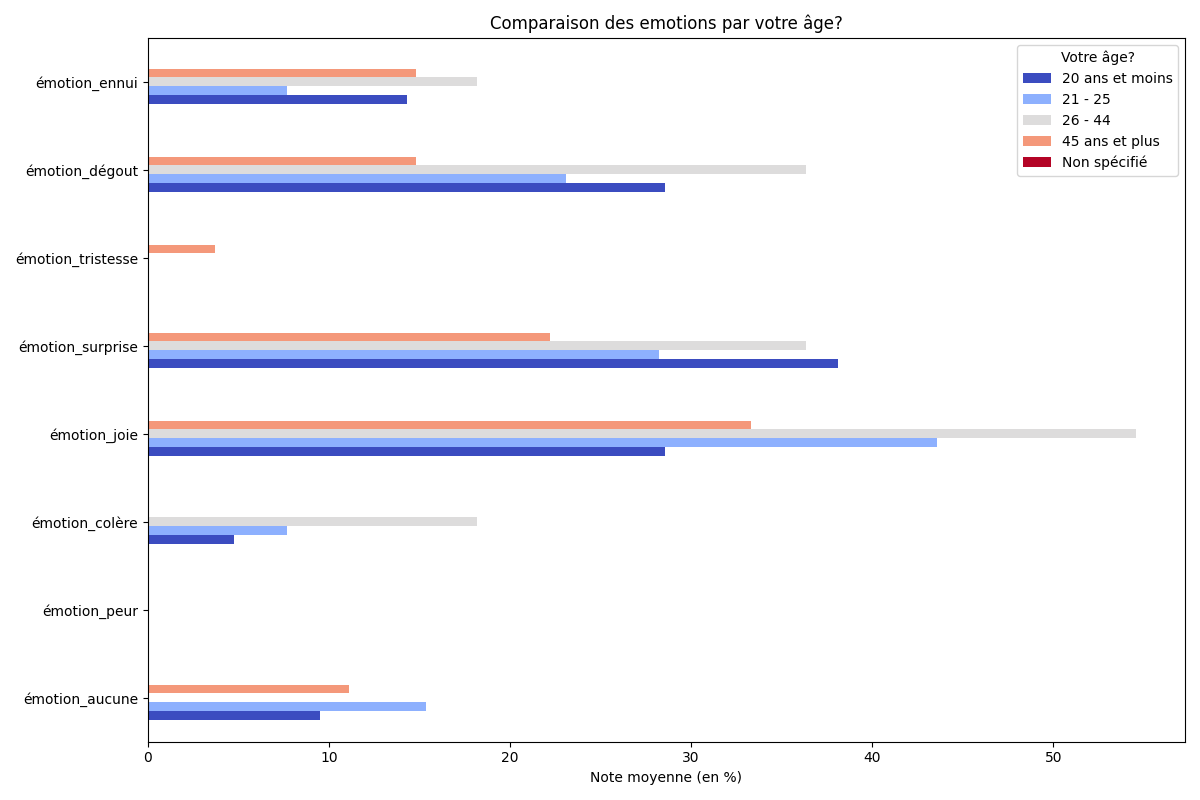 Comparaison des emotions par votre âge?
Votre âge?
20 ans et moins
21 - 25
26 - 44
45 ans et plus
Non spécifié
émotion_ennui
émotion_dégout
émotion_tristesse
émotion_surprise
émotion_joie
émotion_colère
émotion_peur
émotion_aucune
0 10 20 30 40 50
Note moyenne (en %)